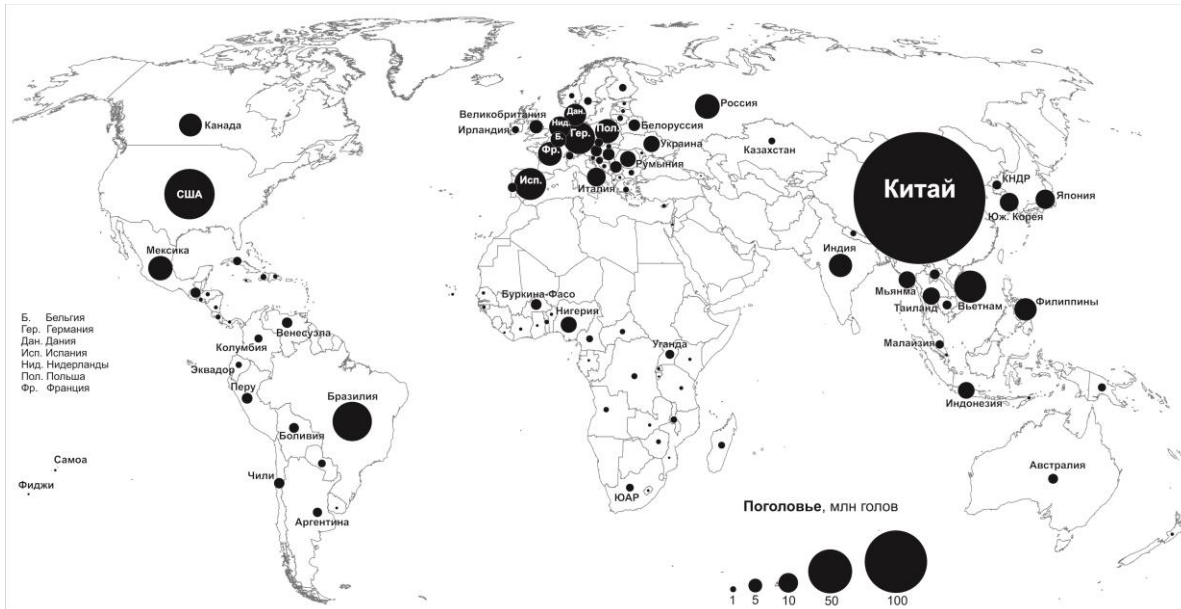 Канада
США
Мексика
Великобритания
Ирландия
Дан.
Нид.
Б.
Гер.
Пол.
Фр.
Исп.
Белоруссия
Украина
Румыния
Италия
Россия
Казахстан
Китай
КНДР
Япония
Юж. Корея
Индия
Мьянма
Таиланд
Вьетнам
Филиппины
Малайзия
Индонезия
Буркина-Фасо
Нигерия
Уганда
ЮАР
Венесуэла
Колумбия
Эквадор
Перу
Бразилия
Боливия
Чили
Аргентина
Самоа
Фиджи
Австралия
Б. Бельгия
Гер. Германия
Дан. Дания
Исп. Испания
Нид. Нидерланды
Пол. Польша
Фр. Франция
Поголовье, млн голов
1 5 10 50 100